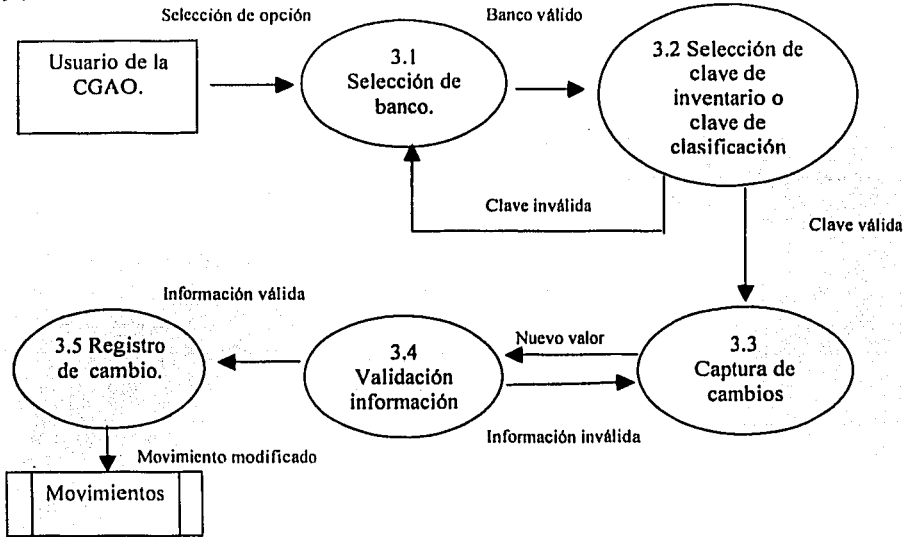 Selección de opción
Banco válido
Usuario de la
CGAO.
3.1
Selección de
banco.
3.2 Selección de
clave de
inventario o
clave de
clasificación
Clave inválida
Clave válida
Información válida
3.5 Registro
de cambio.
3.4
Validación
información
Nuevo valor
3.3
Captura de
cambios
Información inválida
Movimiento modificado
Movimientos